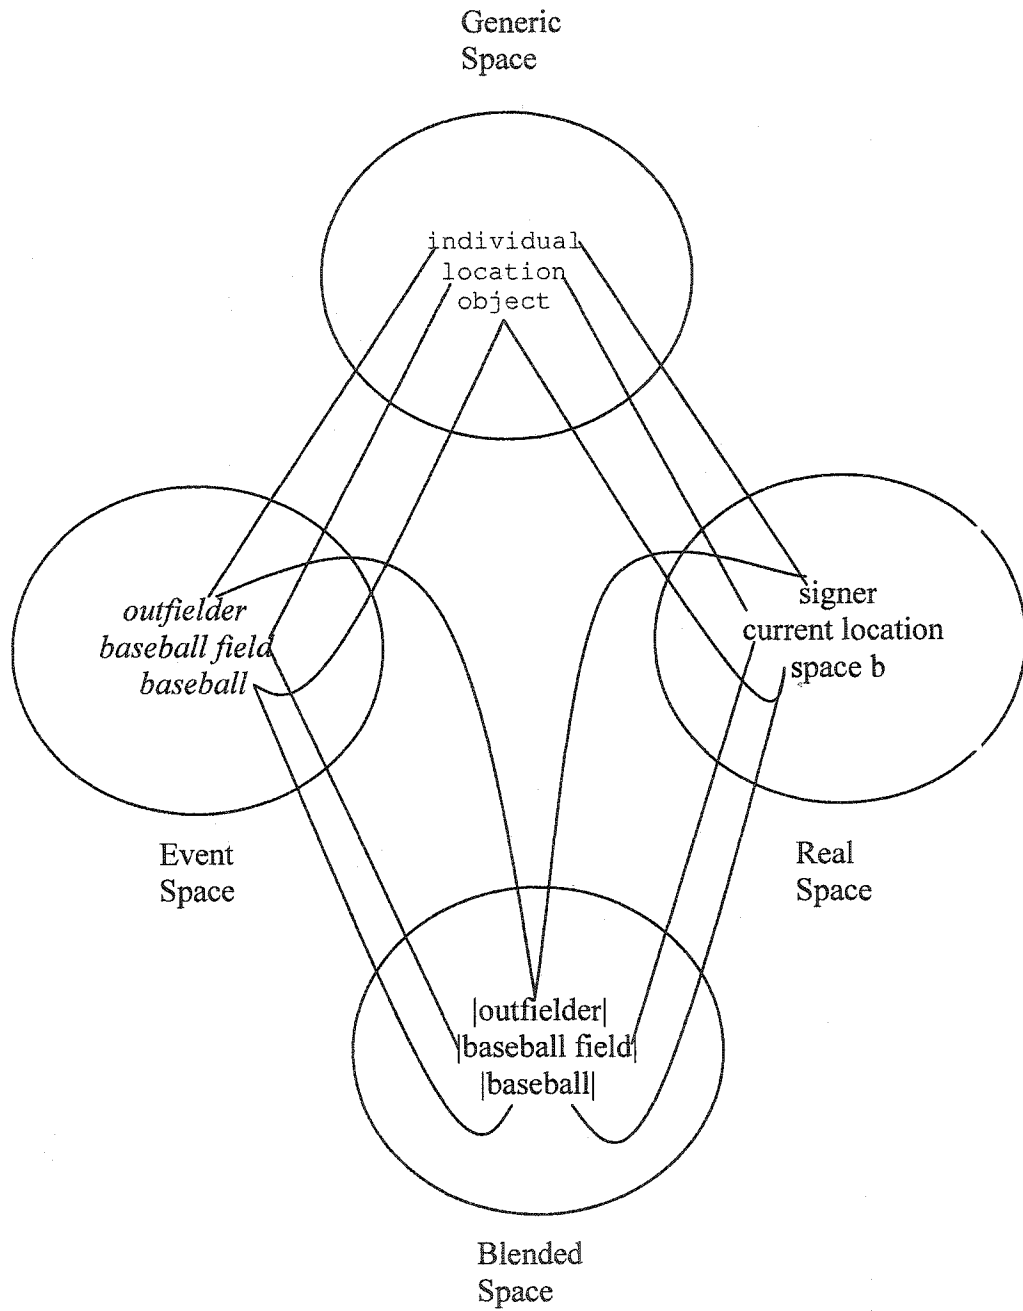 Generic
Space
individual
location
object
outfielder
baseball field
baseball
signer
current location
space b
Event
Space
Real
Space
|outfielder|
|baseball field|
|baseball|
Blended
Space